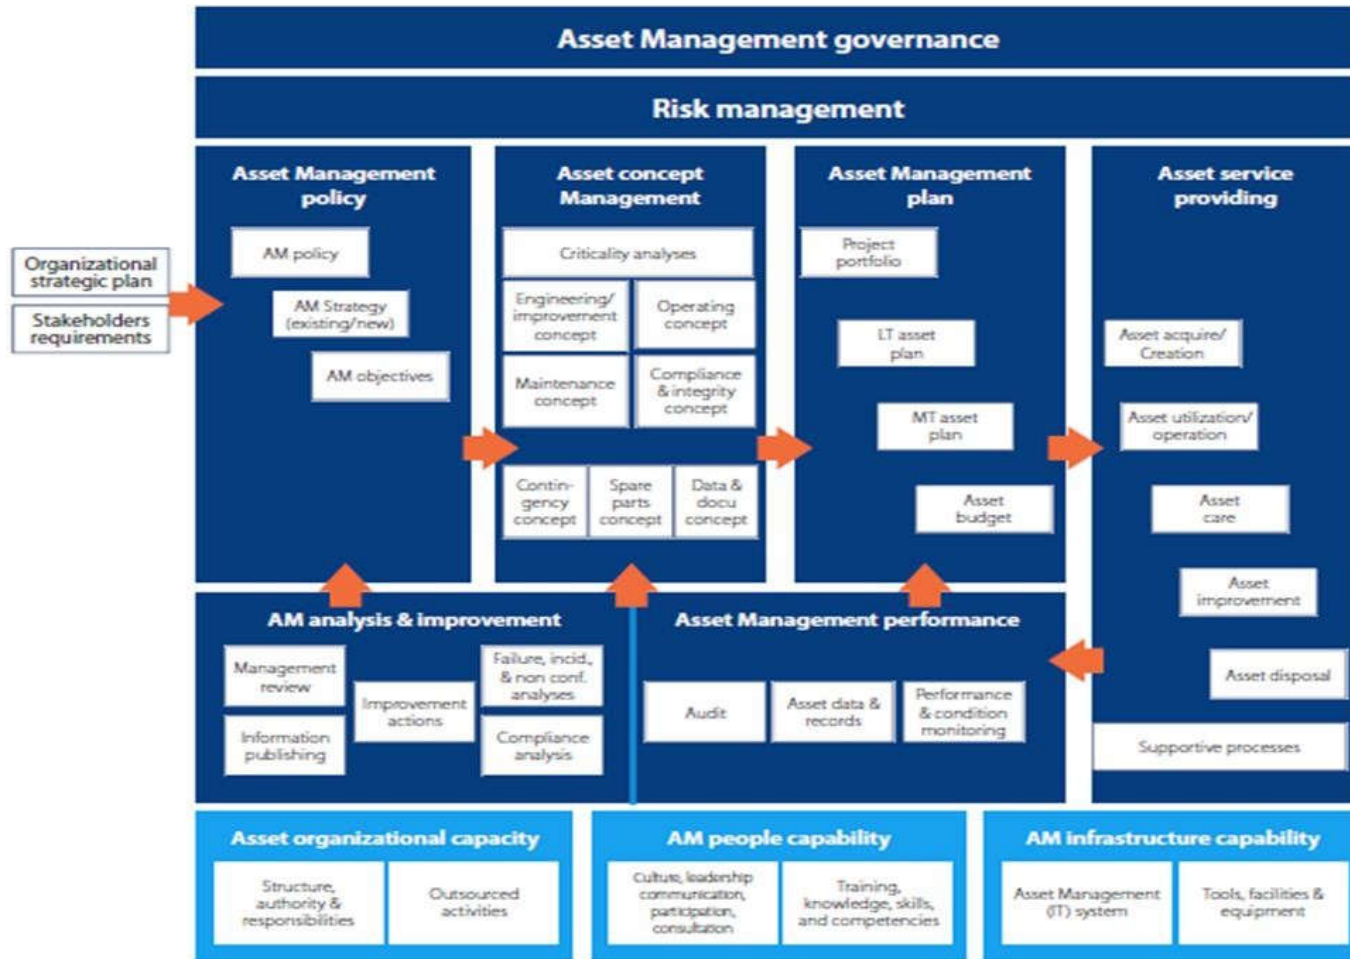 Asset Management governance
Risk management
Organizational
strategic plan
Stakeholders
requirements
Asset Management
policy
AM policy
AM Strategy
(existing/new)
AM objectives
Asset concept
Management
Criticality analyses
Engineering/
improvement
concept
Operating
concept
Maintenance
concept
Compliance
& integrity
concept
Contin-
gency
concept
Spare
parts
concept
Data &
docu
concept
Asset Management
plan
Project
portfolio
LT asset
plan
MT asset
plan
Asset
budget
Asset service
providing
Asset acquire/
Creation
Asset utilization/
operation
Asset
care
Asset
improvement
Asset disposal
Supportive processes
AM analysis & improvement
Management
review
Information
publishing
Improvement
actions
Failure, incid.,
& non conf.
analyses
Compliance
analysis
Asset Management performance
Audit
Asset data &
records
Performance
& condition
monitoring
Asset organizational capacity
Structure,
authority &
responsibilities
Outsourced
activities
AM people capability
Culture, leadership
communication,
participation,
consultation
Training,
knowledge, skills,
and competencies
AM infrastructure capability
Asset Management
(IT) system
Tools, facilities &
equipment